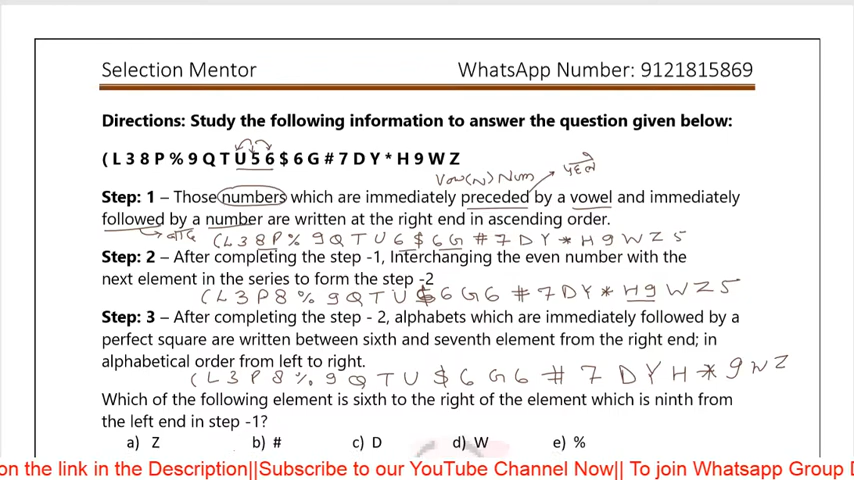 Selection Mentor WhatsApp Number: 9121815869
Directions: Study the following information to answer the question given below:
( L 3 8 P % 9 Q T U 5 6 $ 6 G # 7 D Y * H 9 W Z
Vow (N) Num पहले
Step: 1 – Those numbers which are immediately preceded by a vowel and immediately
followed by a number are written at the right end in ascending order.
बाद ( L 3 8 P % 9 Q T U 6 $ 6 G # 7 D Y * H 9 W Z 5
Step: 2 – After completing the step -1, Interchanging the even number with the
next element in the series to form the step -2
( L 3 P 8 % 9 Q T U $ 6 G 6 # 7 D Y * H 9 W Z 5
Step: 3 – After completing the step - 2, alphabets which are immediately followed by a
perfect square are written between sixth and seventh element from the right end; in
alphabetical order from left to right.
( L 3 P 8 % 9 Q T U $ 6 G 6 # 7 D Y H * 9 W Z
Which of the following element is sixth to the right of the element which is ninth from
the left end in step -1?
a) Z b) # c) D d) W e) %
on the link in the Description||Subscribe to our YouTube Channel Now|| To join Whatsapp Group